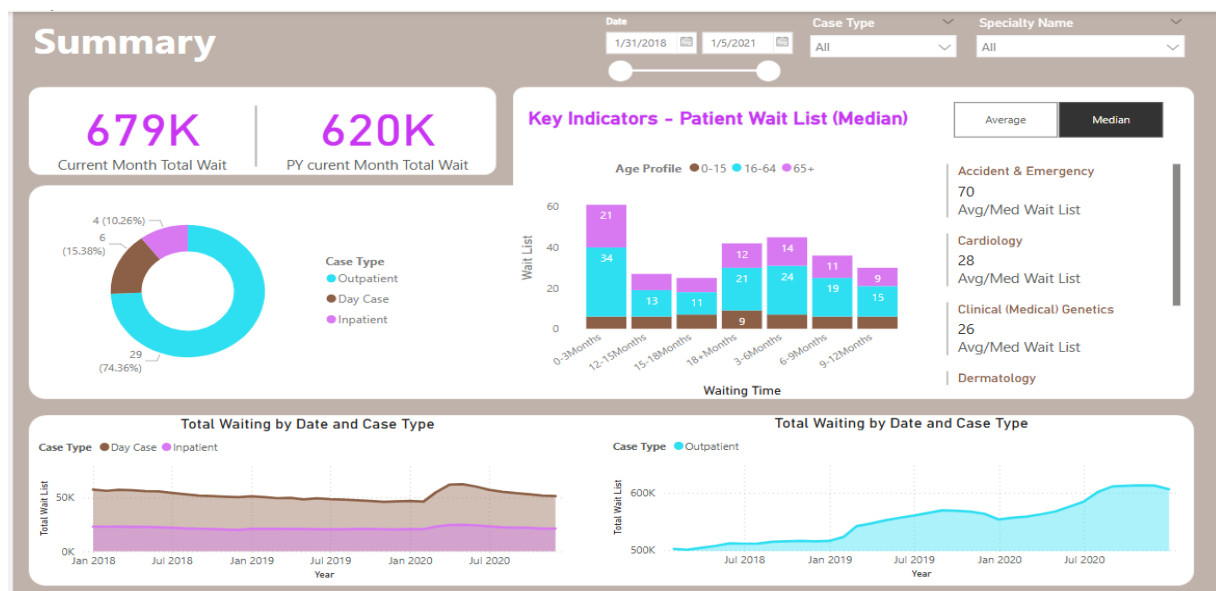 Summary
Date
1/31/2018
1/5/2021
Case Type
All
Specialty Name
All
679K
Current Month Total Wait
620K
PY curent Month Total Wait
Key Indicators - Patient Wait List (Median)
Average
Median
Age Profile 0-15 16-64 65+
Wait List
60
40
20
0
21
34
13
11
12
21
9
14
24
11
19
9
15
0-3Months
12-15Months
15-18Months
18+Months
3-6Months
6-9Months
9-12Months
Waiting Time
Accident & Emergency
70
Avg/Med Wait List
Cardiology
28
Avg/Med Wait List
Clinical (Medical) Genetics
26
Avg/Med Wait List
Dermatology
4 (10.26%)
6
(15.38%)
29
(74.36%)
Case Type
Outpatient
Day Case
Inpatient
Total Waiting by Date and Case Type
Case Type Day Case Inpatient
Total Wait List
50K
0K
Jan 2018
Jul 2018
Jan 2019
Jul 2019
Jan 2020
Jul 2020
Year
Total Waiting by Date and Case Type
Case Type Outpatient
Total Wait List
600K
500K
Jul 2018
Jan 2019
Jul 2019
Jan 2020
Jul 2020
Year